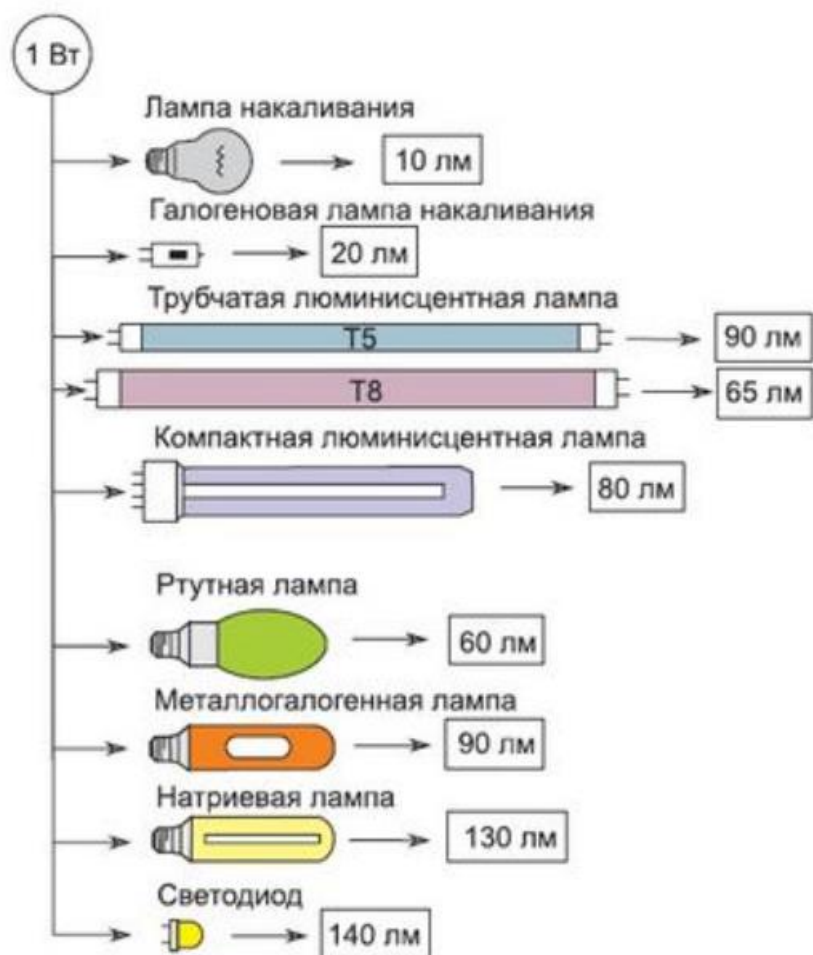 1 Вт
Лампа накаливания
10 лм
Галогеновая лампа накаливания
20 лм
Трубчатая люминисцентная лампа
T5
90 лм
T8
65 лм
Компактная люминисцентная лампа
80 лм
Ртутная лампа
60 лм
Металлогалогенная лампа
90 лм
Натриевая лампа
130 лм
Светодиод
140 лм